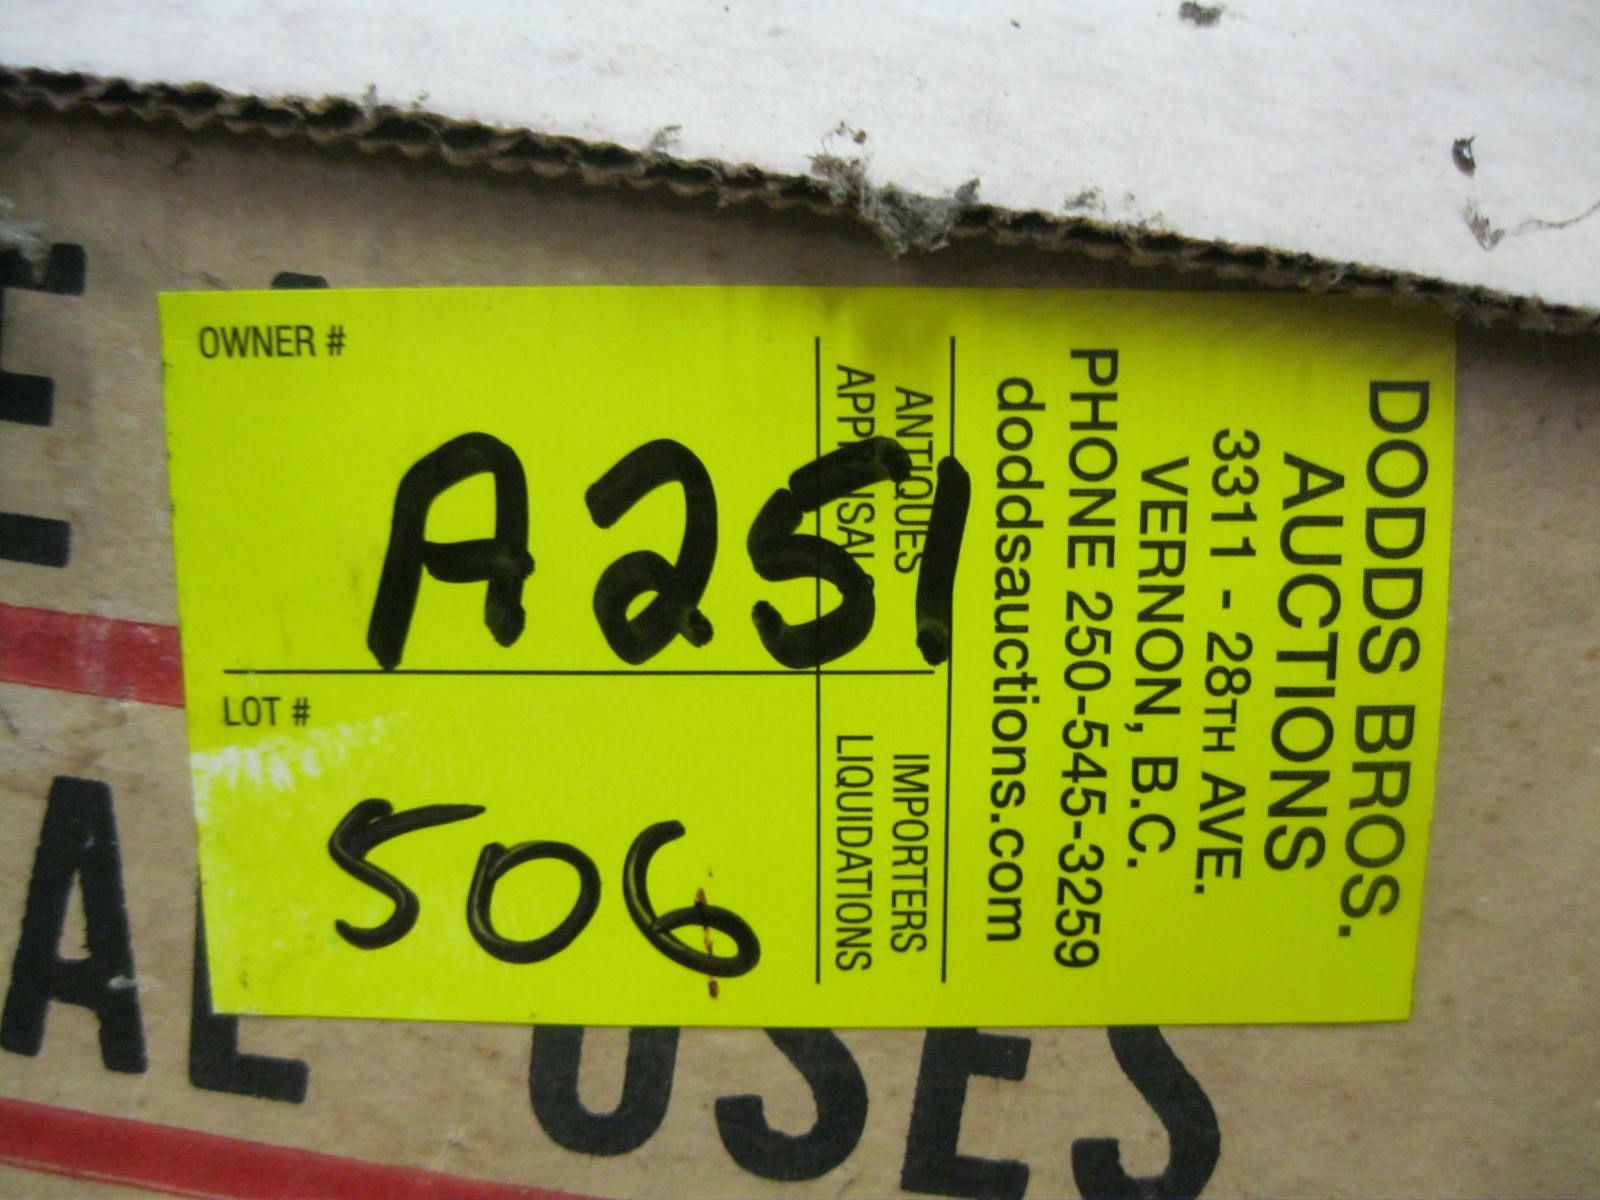 OWNER #
A251
LOT #
506
ANTIQUES
IMPORTERS
LIQUIDATIONS
DODDS BROS.
AUCTIONS
3311 - 28TH AVE.
VERNON, B.C.
PHONE 250-545-3259
doddsauctions.com
USES